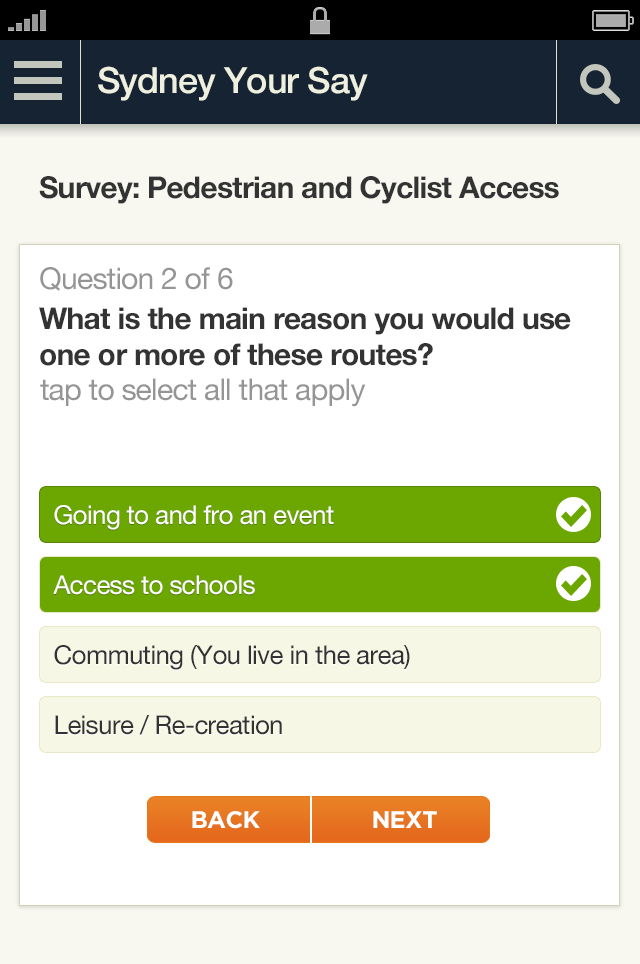 Sydney Your Say
Survey: Pedestrian and Cyclist Access
Question 2 of 6
What is the main reason you would use
one or more of these routes?
tap to select all that apply
Going to and fro an event
Access to schools
Commuting (You live in the area)
Leisure / Re-creation
BACK NEXT